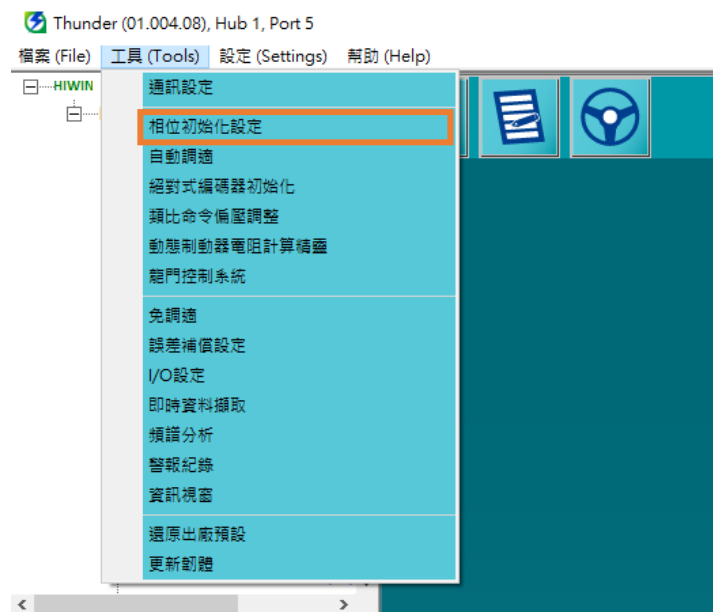 Thunder (01.004.08), Hub 1, Port 5
檔案 (File) 工具 (Tools) 設定 (Settings) 幫助 (Help)
HIWIN
通訊設定
相位初始化設定
自動調適
絕對式編碼器初始化
類比命令偏壓調整
動態制動器電阻計算精靈
龍門控制系統
免調適
誤差補償設定
I/O設定
即時資料擷取
頻譜分析
警報紀錄
資訊視窗
還原出廠預設
更新韌體